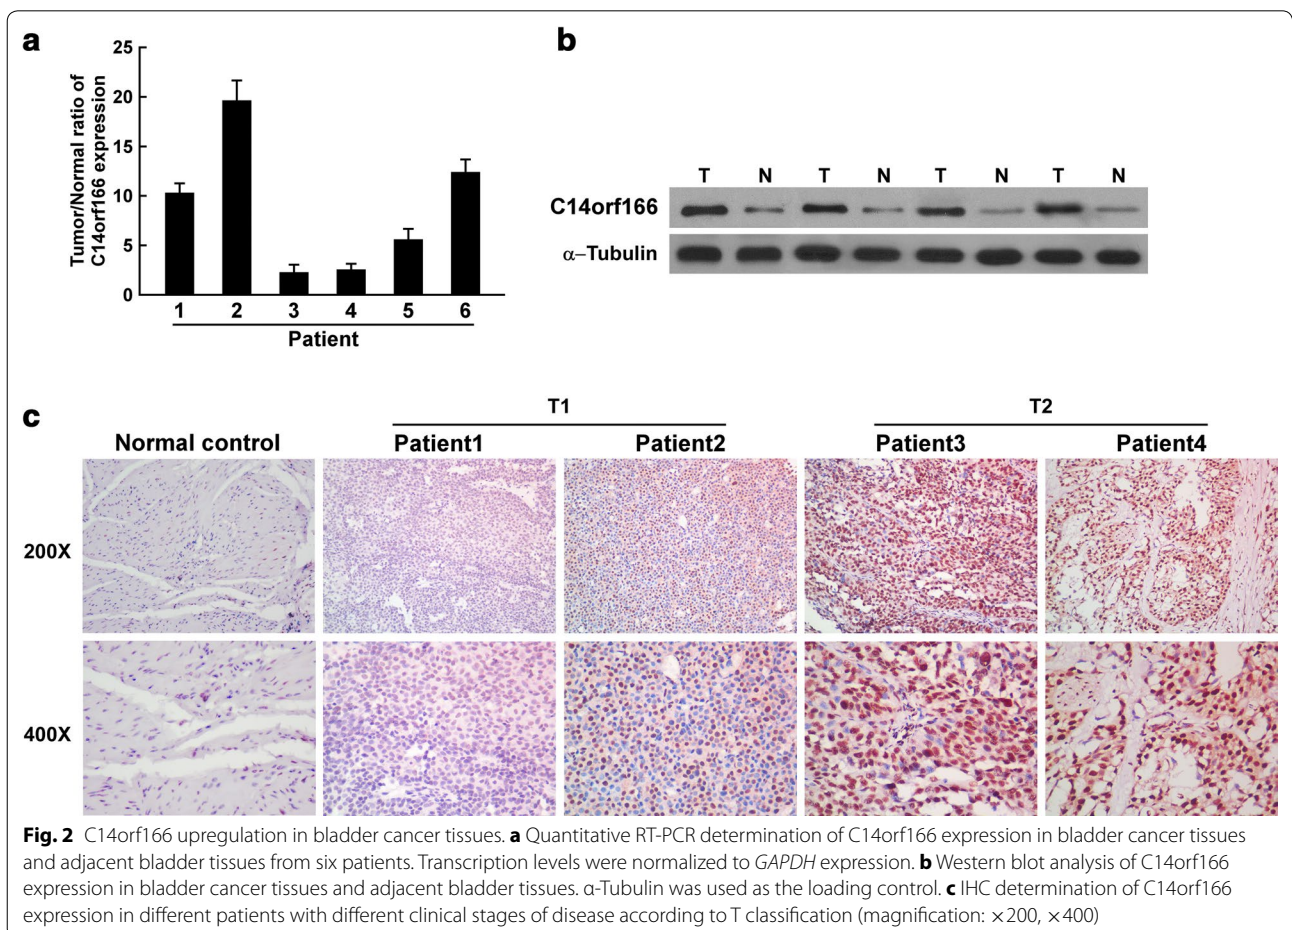 a
Tumor/Normal ratio of
C14orf166 expression
25
20
15
10
5
0
1 2 3 4 5 6
Patient
b
T N T N T N T N
C14orf166
α–Tubulin
c
T1 T2
Normal control Patient1 Patient2 Patient3 Patient4
200X
400X
Fig. 2 C14orf166 upregulation in bladder cancer tissues. a Quantitative RT-PCR determination of C14orf166 expression in bladder cancer tissues
and adjacent bladder tissues from six patients. Transcription levels were normalized to GAPDH expression. b Western blot analysis of C14orf166
expression in bladder cancer tissues and adjacent bladder tissues. α-Tubulin was used as the loading control. c IHC determination of C14orf166
expression in different patients with different clinical stages of disease according to T classification (magnification: ×200, ×400)